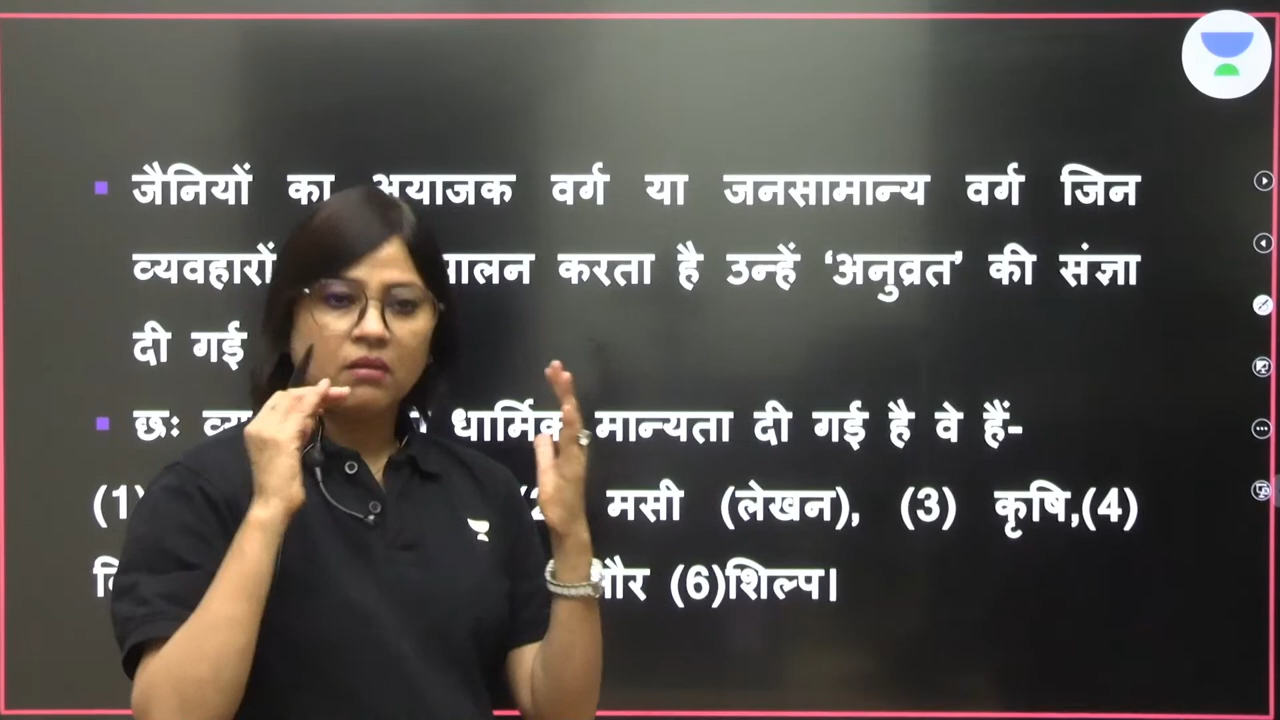 जैनियों का अयाजक वर्ग या जनसामान्य वर्ग जिन
व्यवहारों करता है उन्हें ‘अनुव्रत’ की संज्ञा
दी गई
छः धार्मिक मान्यता दी गई है वे हैं-
(1) मसी (लेखन), (3) कृषि,(4)
और (6)शिल्प।